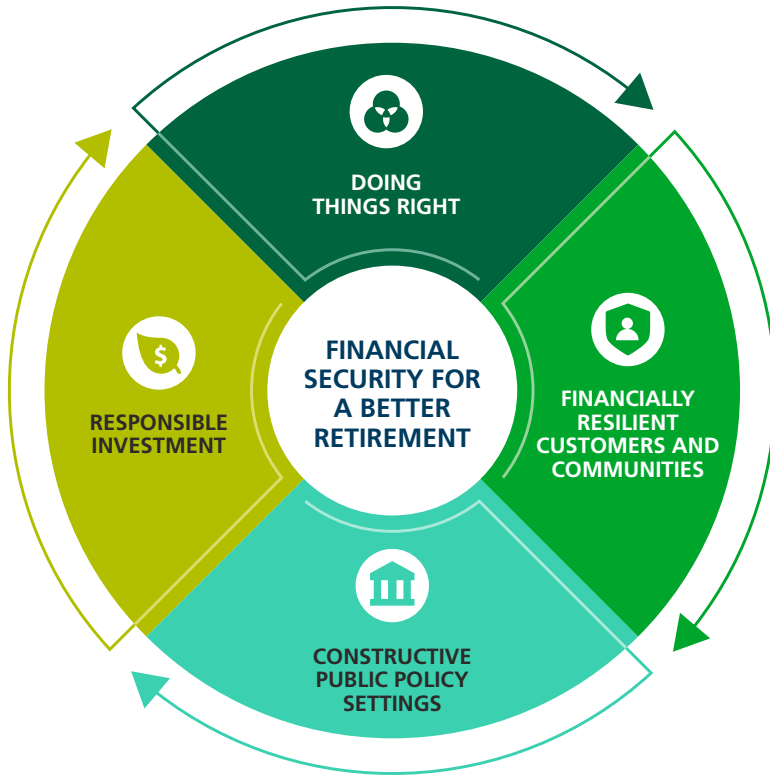 DOING
THINGS RIGHT
FINANCIALLY
RESILIENT
CUSTOMERS AND
COMMUNITIES
CONSTRUCTIVE
PUBLIC POLICY
SETTINGS
RESPONSIBLE
INVESTMENT
$
FINANCIAL
SECURITY FOR
A BETTER
RETIREMENT